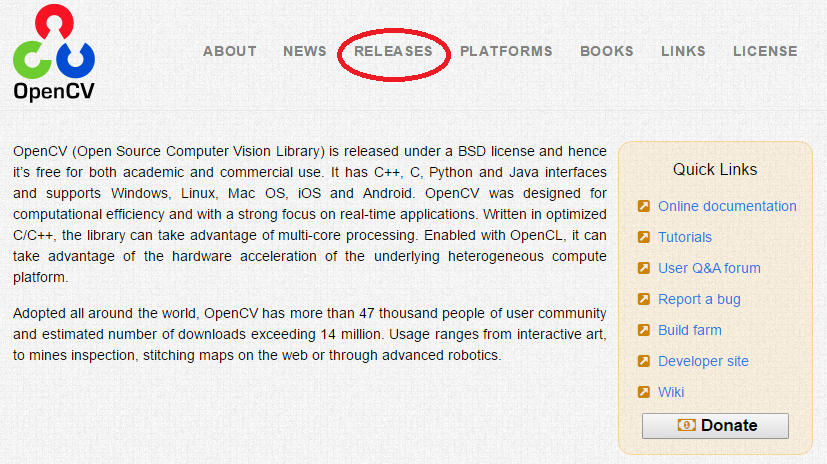 OpenCV
ABOUT NEWS RELEASES PLATFORMS BOOKS LINKS LICENSE
OpenCV (Open Source Computer Vision Library) is released under a BSD license and hence
it's free for both academic and commercial use. It has C++, C, Python and Java interfaces
and supports Windows, Linux, Mac OS, iOS and Android. OpenCV was designed for
computational efficiency and with a strong focus on real-time applications. Written in optimized
C/C++, the library can take advantage of multi-core processing. Enabled with OpenCL, it can
take advantage of the hardware acceleration of the underlying heterogeneous compute
platform.
Adopted all around the world, OpenCV has more than 47 thousand people of user community
and estimated number of downloads exceeding 14 million. Usage ranges from interactive art,
to mines inspection, stitching maps on the web or through advanced robotics.
Quick Links
Online documentation
Tutorials
User Q&A forum
Report a bug
Build farm
Developer site
Wiki
Donate